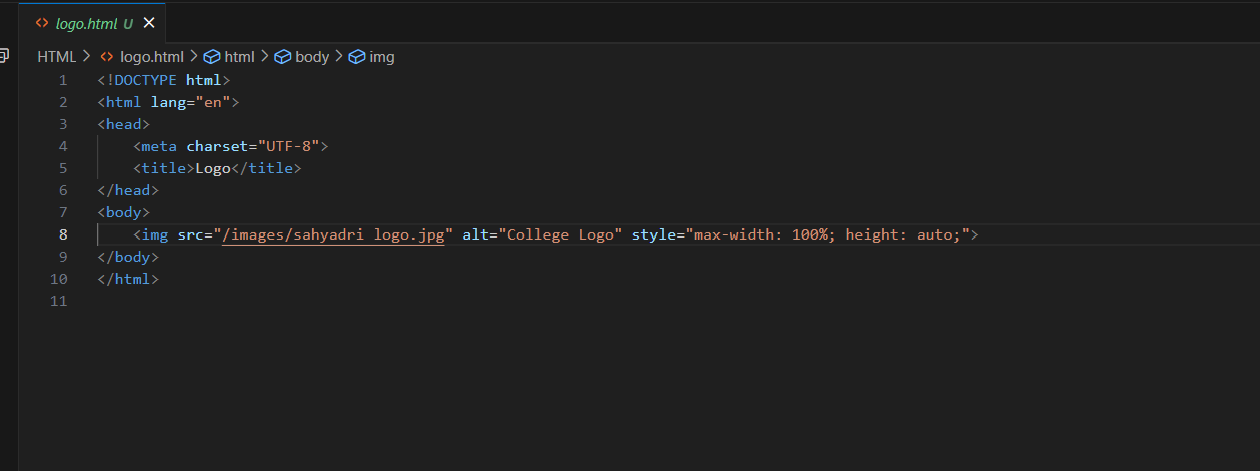 logo.html U
HTML > logo.html > html > body > img
1 <!DOCTYPE html>
2 <html lang="en">
3 <head>
4     <meta charset="UTF-8">
5     <title>Logo</title>
6 </head>
7 <body>
8     <img src="/images/sahyadri logo.jpg" alt="College Logo" style="max-width: 100%; height: auto;">
9 </body>
10 </html>
11